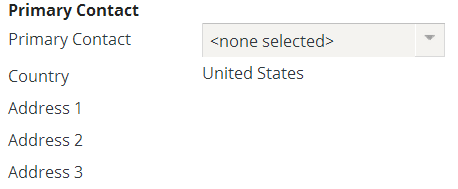 Primary Contact
Primary Contact <none selected>
Country United States
Address 1
Address 2
Address 3